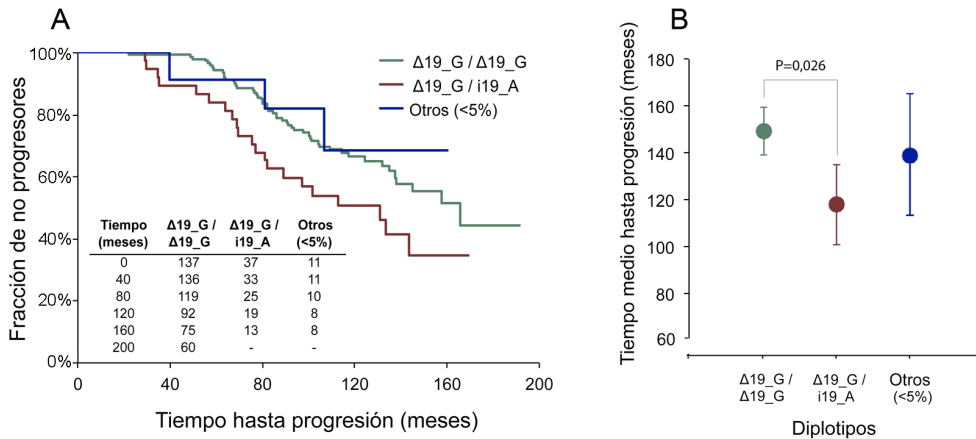 A
Fracción de no progresores
100%
80%
60%
40%
20%
0%
Δ19_G / Δ19_G
Δ19_G / i19_A
Otros (<5%)
Tiempo (meses) Δ19_G / Δ19_G Δ19_G / i19_A Otros (<5%)
0 137 37 11
40 136 33 11
80 119 25 10
120 92 19 8
160 75 13 8
200 60 - -
0 40 80 120 160 200
Tiempo hasta progresión (meses)
B
Tiempo medio hasta progresión (meses)
P=0,026
180
160
140
120
100
80
60
Δ19_G / Δ19_G
Δ19_G / i19_A
Otros (<5%)
Diplotipos